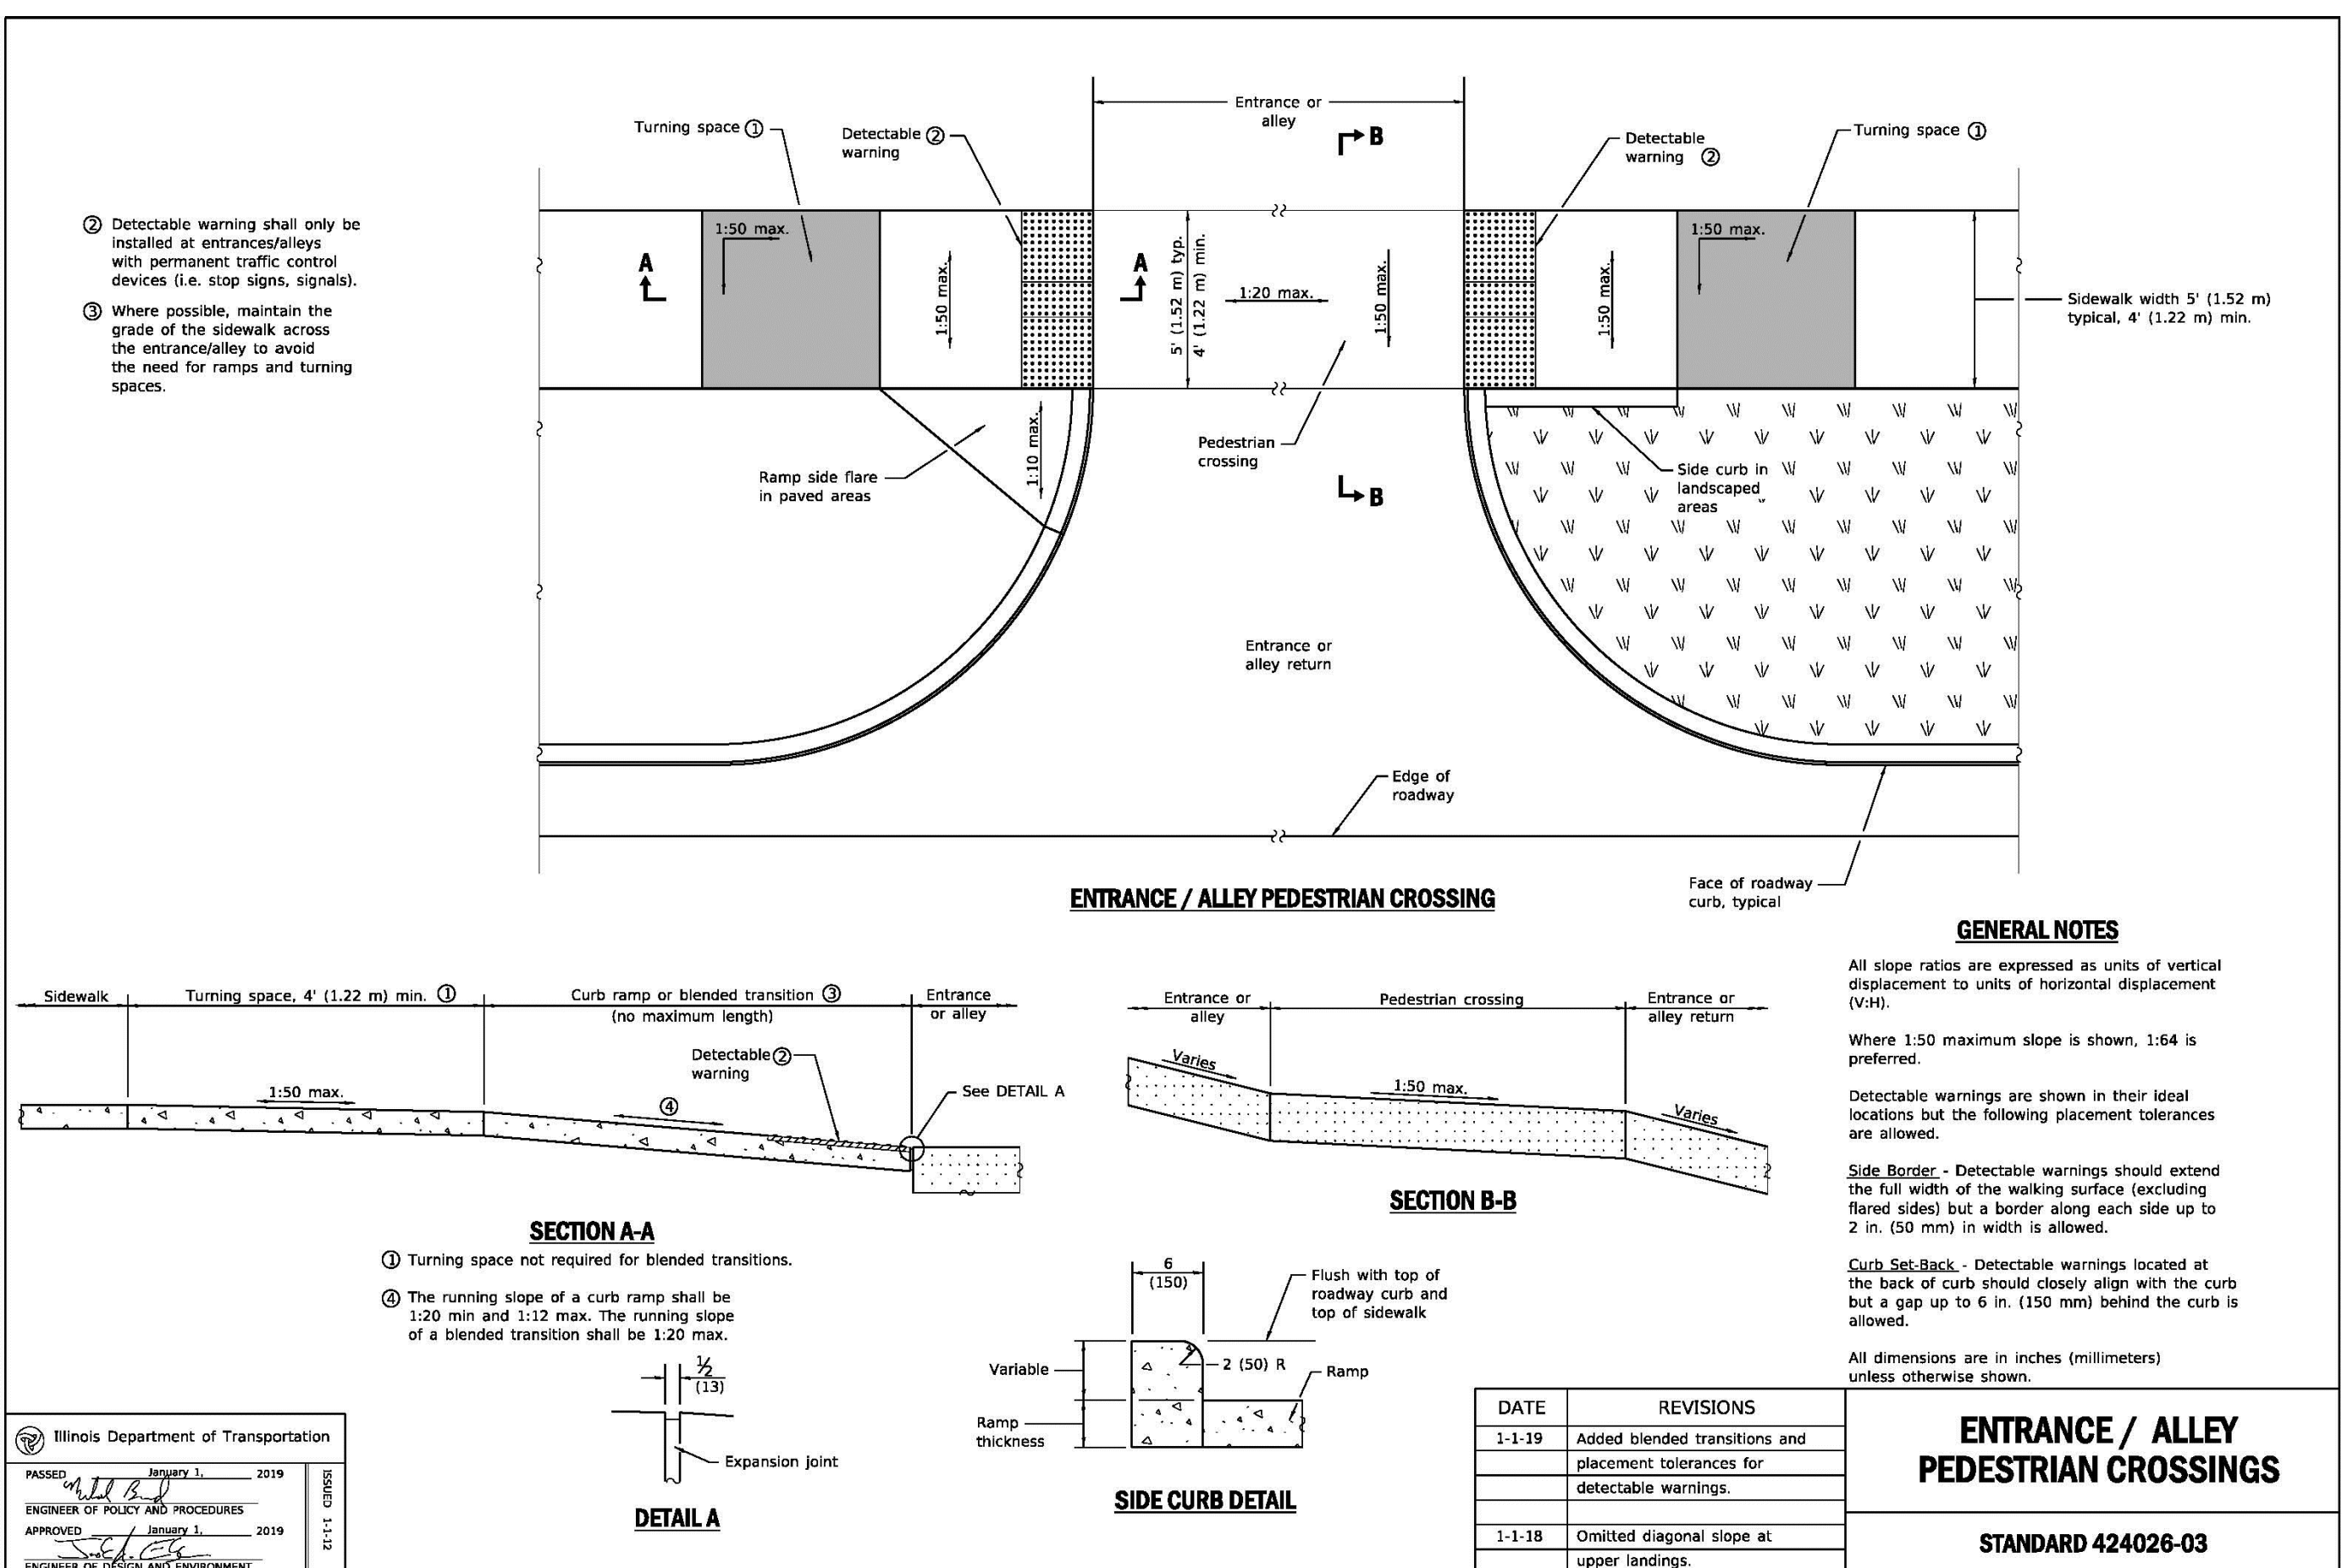 Entrance or
alley
B
Turning space ①
Detectable ②
warning
Detectable
warning ②
Turning space ①
② Detectable warning shall only be
installed at entrances/alleys
with permanent traffic control
devices (i.e. stop signs, signals).
③ Where possible, maintain the
grade of the sidewalk across
the entrance/alley to avoid
the need for ramps and turning
spaces.
1:50 max.
A
1:50 max.
A
5' (1.52 m) typ.
4' (1.22 m) min.
1:20 max.
1:50 max.
1:50 max.
1:50 max.
Sidewalk width 5' (1.52 m)
typical, 4' (1.22 m) min.
1:10 max.
Ramp side flare
in paved areas
Pedestrian
crossing
B
Side curb in
landscaped
areas
Entrance or
alley return
Edge of
roadway
Face of roadway
curb, typical
ENTRANCE / ALLEY PEDESTRIAN CROSSING
Sidewalk
Turning space, 4' (1.22 m) min. ①
Curb ramp or blended transition ③
(no maximum length)
Entrance
or alley
Detectable ②
warning
See DETAIL A
1:50 max.
④
SECTION A-A
① Turning space not required for blended transitions.
④ The running slope of a curb ramp shall be
1:20 min and 1:12 max. The running slope
of a blended transition shall be 1:20 max.
Entrance or
alley
Pedestrian crossing
Entrance or
alley return
Varies
1:50 max.
Varies
SECTION B-B
½
(13)
Expansion joint
DETAIL A
6
(150)
Flush with top of
roadway curb and
top of sidewalk
Variable
2 (50) R
Ramp
Ramp
thickness
SIDE CURB DETAIL
GENERAL NOTES
All slope ratios are expressed as units of vertical
displacement to units of horizontal displacement
(V:H).
Where 1:50 maximum slope is shown, 1:64 is
preferred.
Detectable warnings are shown in their ideal
locations but the following placement tolerances
are allowed.
Side Border - Detectable warnings should extend
the full width of the walking surface (excluding
flared sides) but a border along each side up to
2 in. (50 mm) in width is allowed.
Curb Set-Back - Detectable warnings located at
the back of curb should closely align with the curb
but a gap up to 6 in. (150 mm) behind the curb is
allowed.
All dimensions are in inches (millimeters)
unless otherwise shown.
Illinois Department of Transportation
PASSED January 1, 2019
ENGINEER OF POLICY AND PROCEDURES
APPROVED January 1, 2019
ENGINEER OF DESIGN AND ENVIRONMENT
ISSUED 1-1-12
DATE REVISIONS
1-1-19 Added blended transitions and
placement tolerances for
detectable warnings.
1-1-18 Omitted diagonal slope at
upper landings.
ENTRANCE / ALLEY
PEDESTRIAN CROSSINGS
STANDARD 424026-03